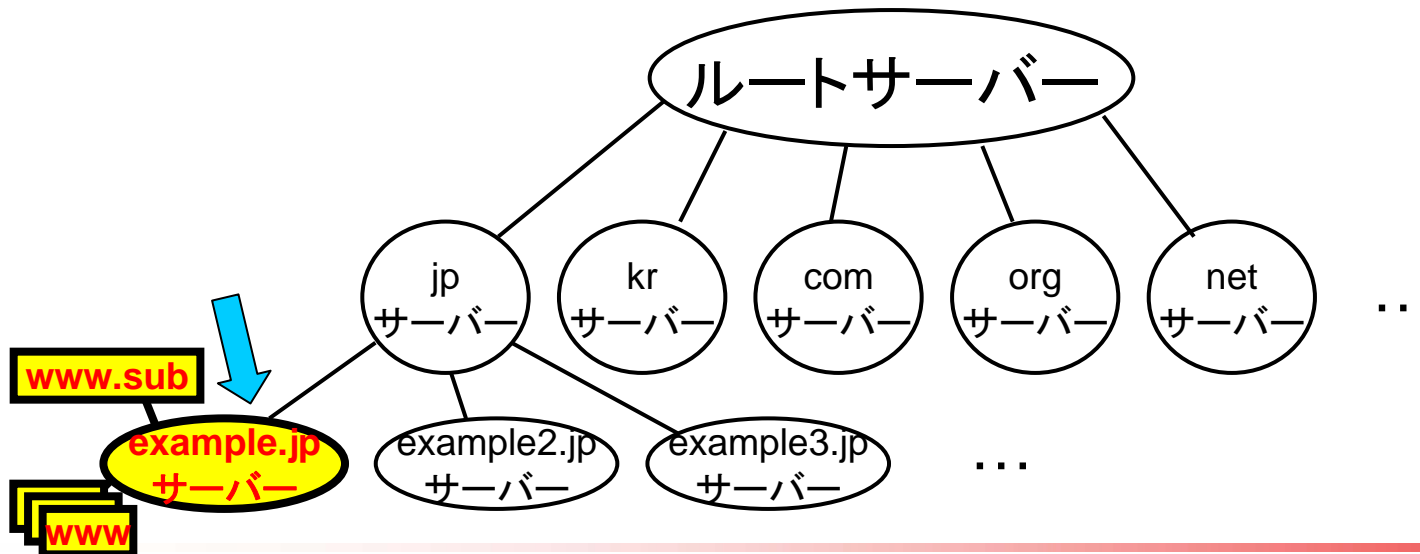 ルートサーバー
jp
サーバー
kr
サーバー
com
サーバー
org
サーバー
net
サーバー
…
www.sub
example.jp
サーバー
example2.jp
サーバー
example3.jp
サーバー
…
www